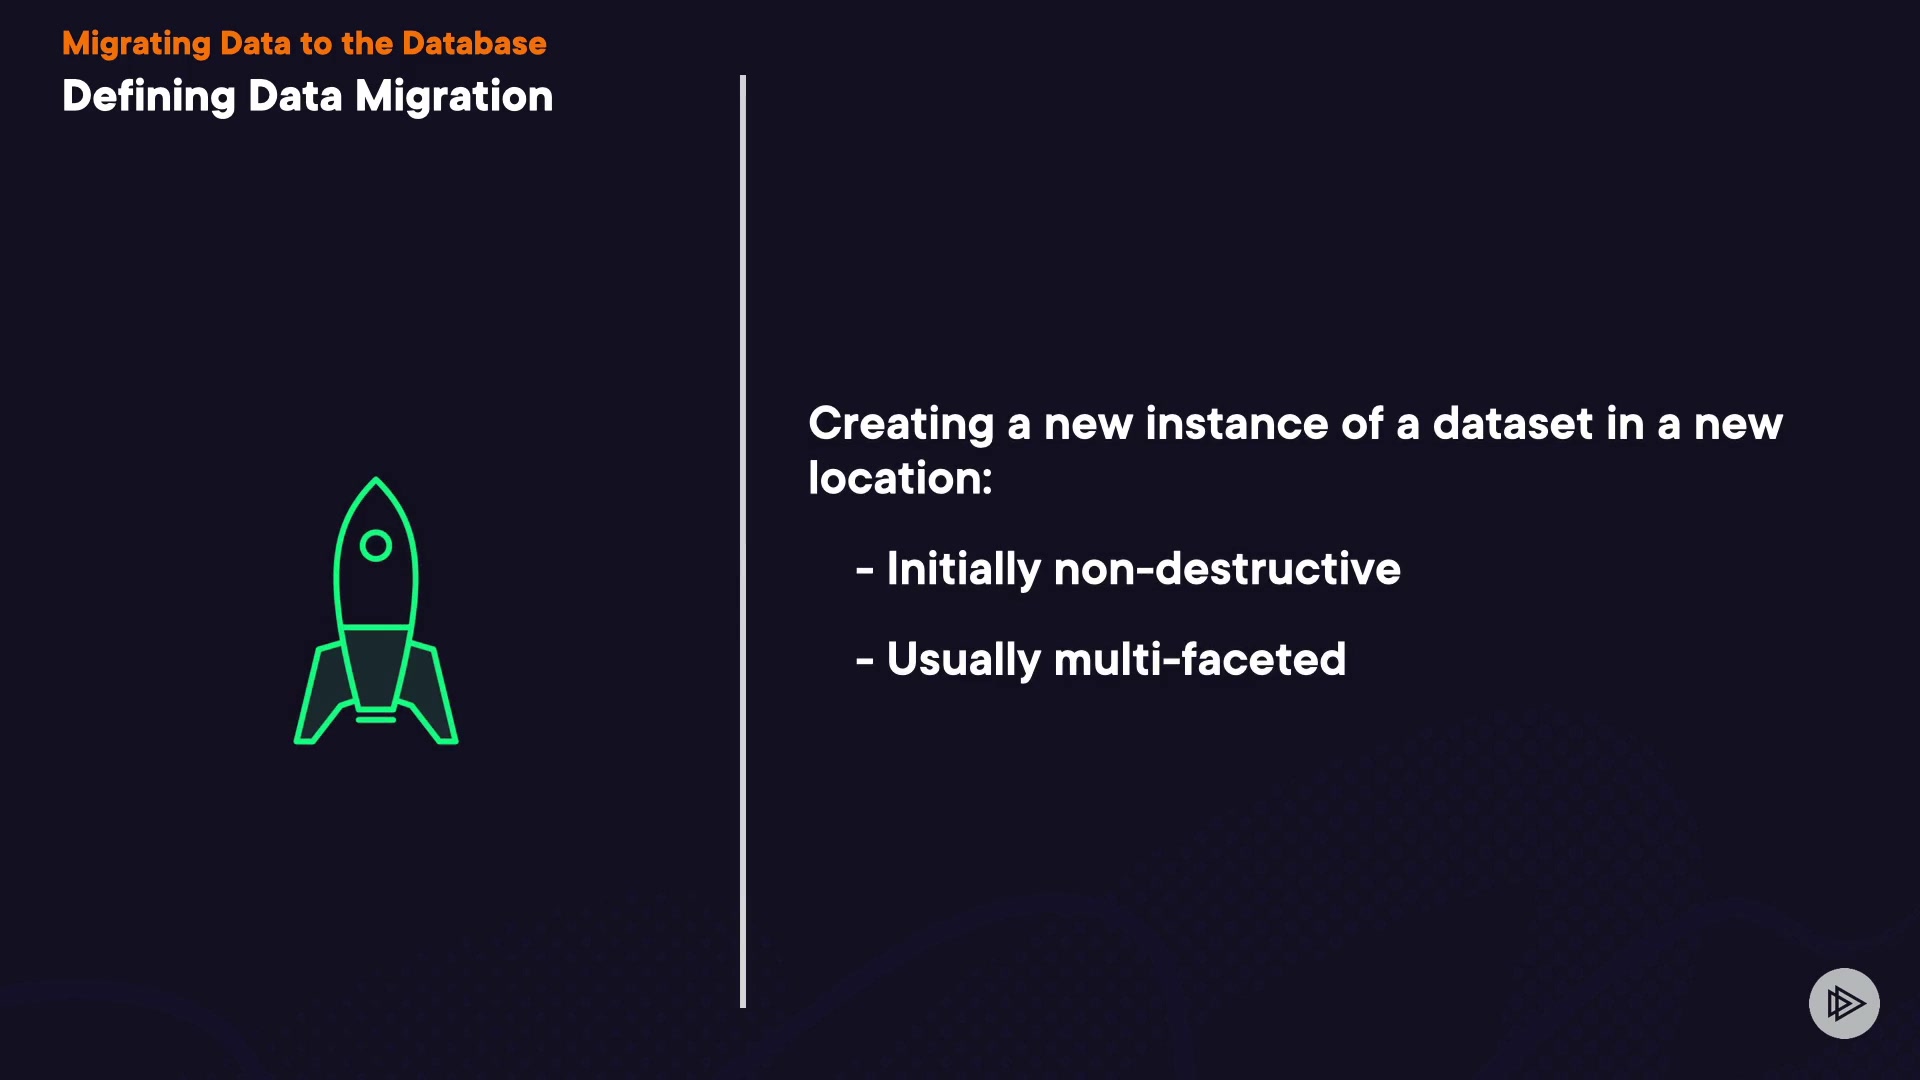 Migrating Data to the Database
Defining Data Migration
Creating a new instance of a dataset in a new
location:
- Initially non-destructive
- Usually multi-faceted